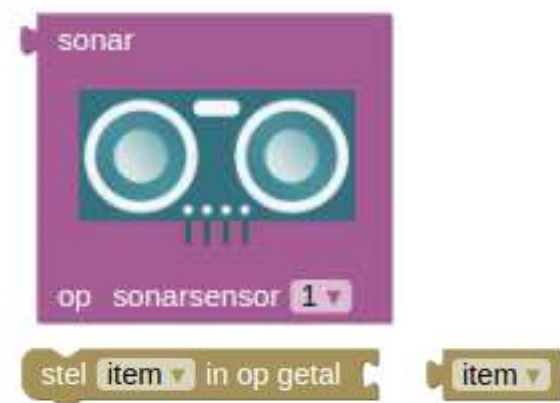 sonar
op sonarsensor 1
stel item in op getal item